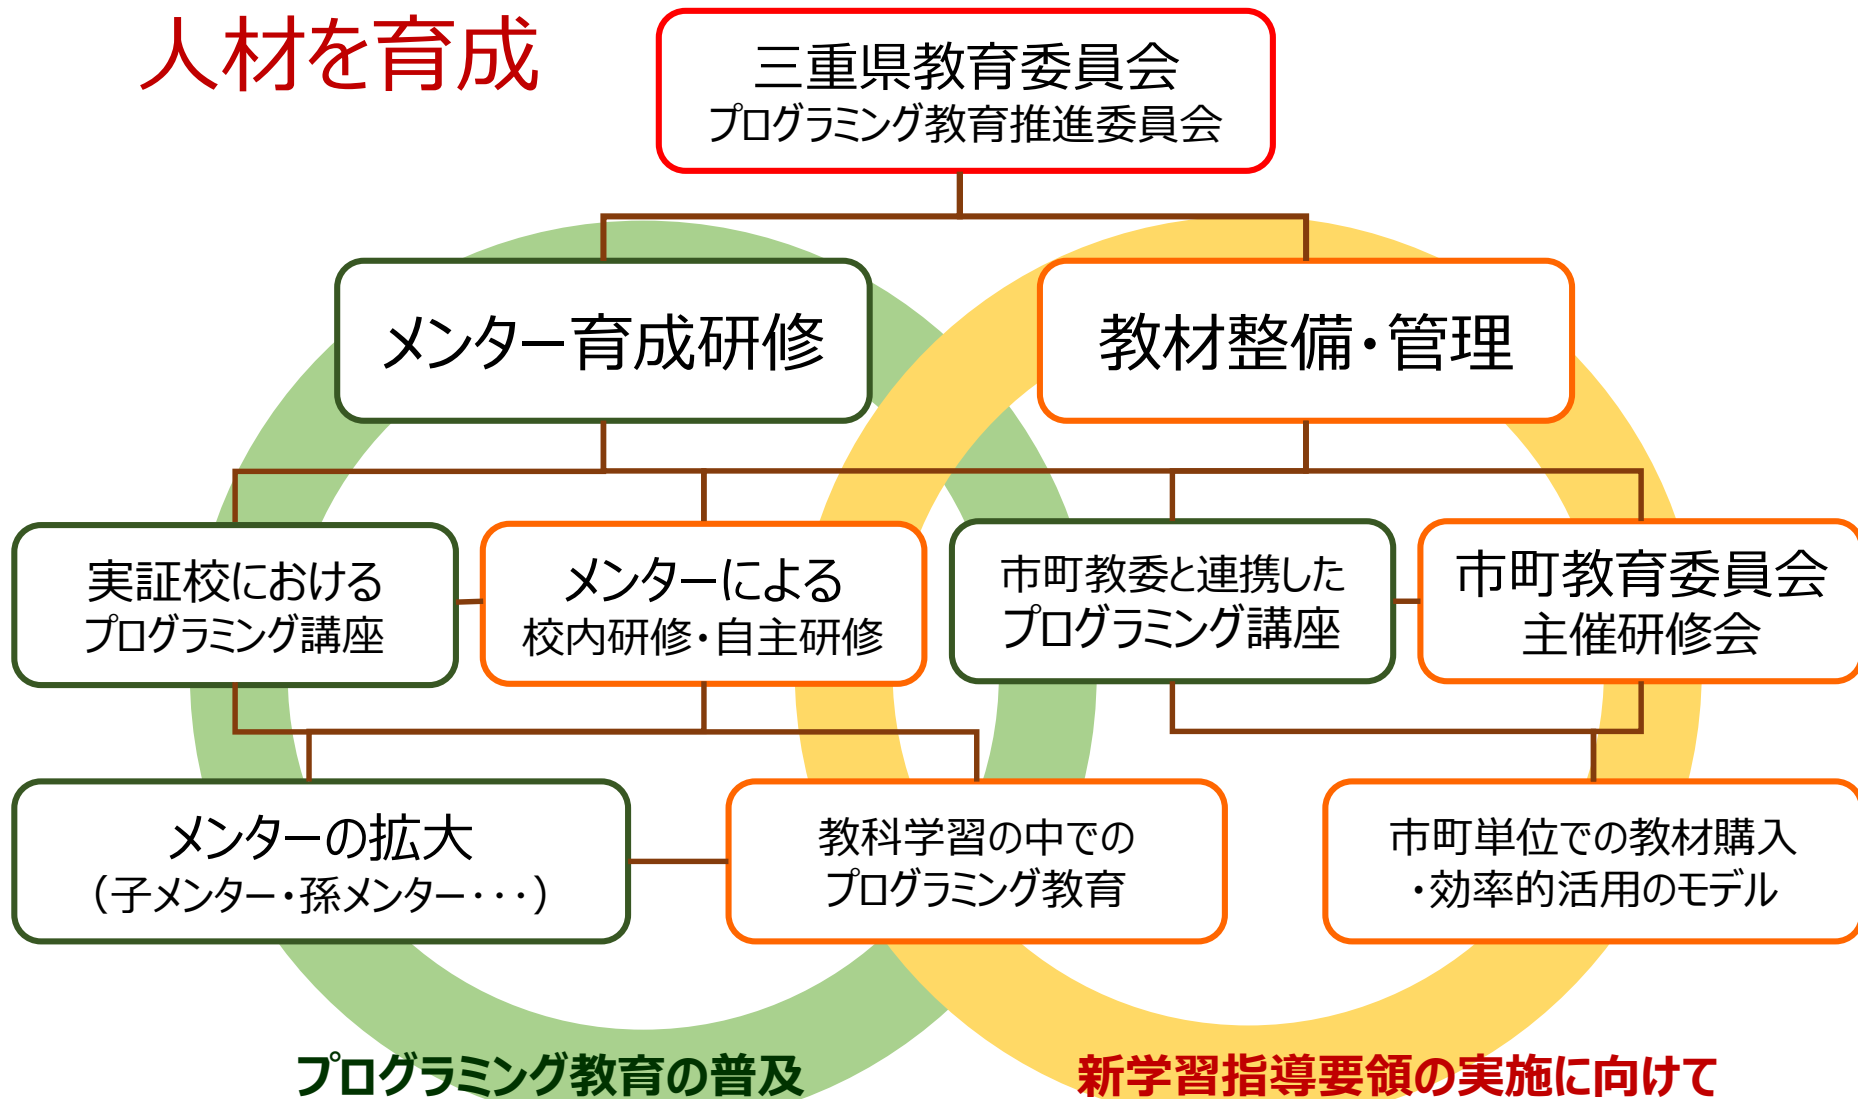 人材を育成
三重県教育委員会
プログラミング教育推進委員会
メンター育成研修
教材整備・管理
実証校における
プログラミング講座
メンターによる
校内研修・自主研修
市町教委と連携した
プログラミング講座
市町教育委員会
主催研修会
メンターの拡大
（子メンター・孫メンター・・・）
教科学習の中での
プログラミング教育
市町単位での教材購入
・効率的活用のモデル
プログラミング教育の普及
新学習指導要領の実施に向けて